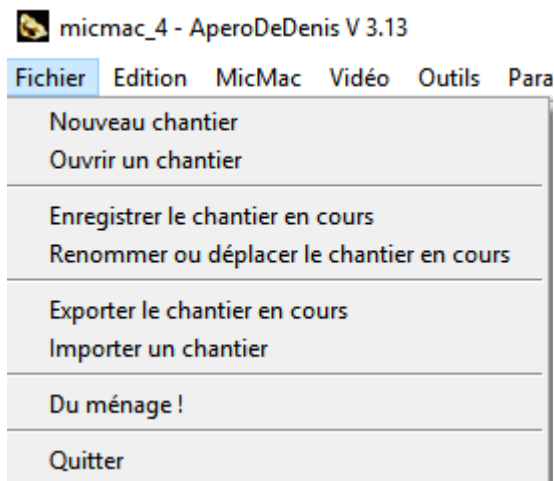 micmac_4 - AperoDeDenis V 3.13
Fichier Edition MicMac Vidéo Outils Para
Nouveau chantier
Ouvrir un chantier
Enregistrer le chantier en cours
Renommer ou déplacer le chantier en cours
Exporter le chantier en cours
Importer un chantier
Du ménage !
Quitter